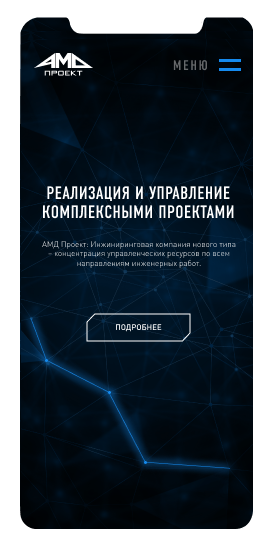 АМД
ПРОЕКТ
МЕНЮ
РЕАЛИЗАЦИЯ И УПРАВЛЕНИЕ
КОМПЛЕКСНЫМИ ПРОЕКТАМИ
АМД Проект: Инжиниринговая компания нового типа
– концентрация управленческих ресурсов по всем
направлениям инженерных работ.
ПОДРОБНЕЕ